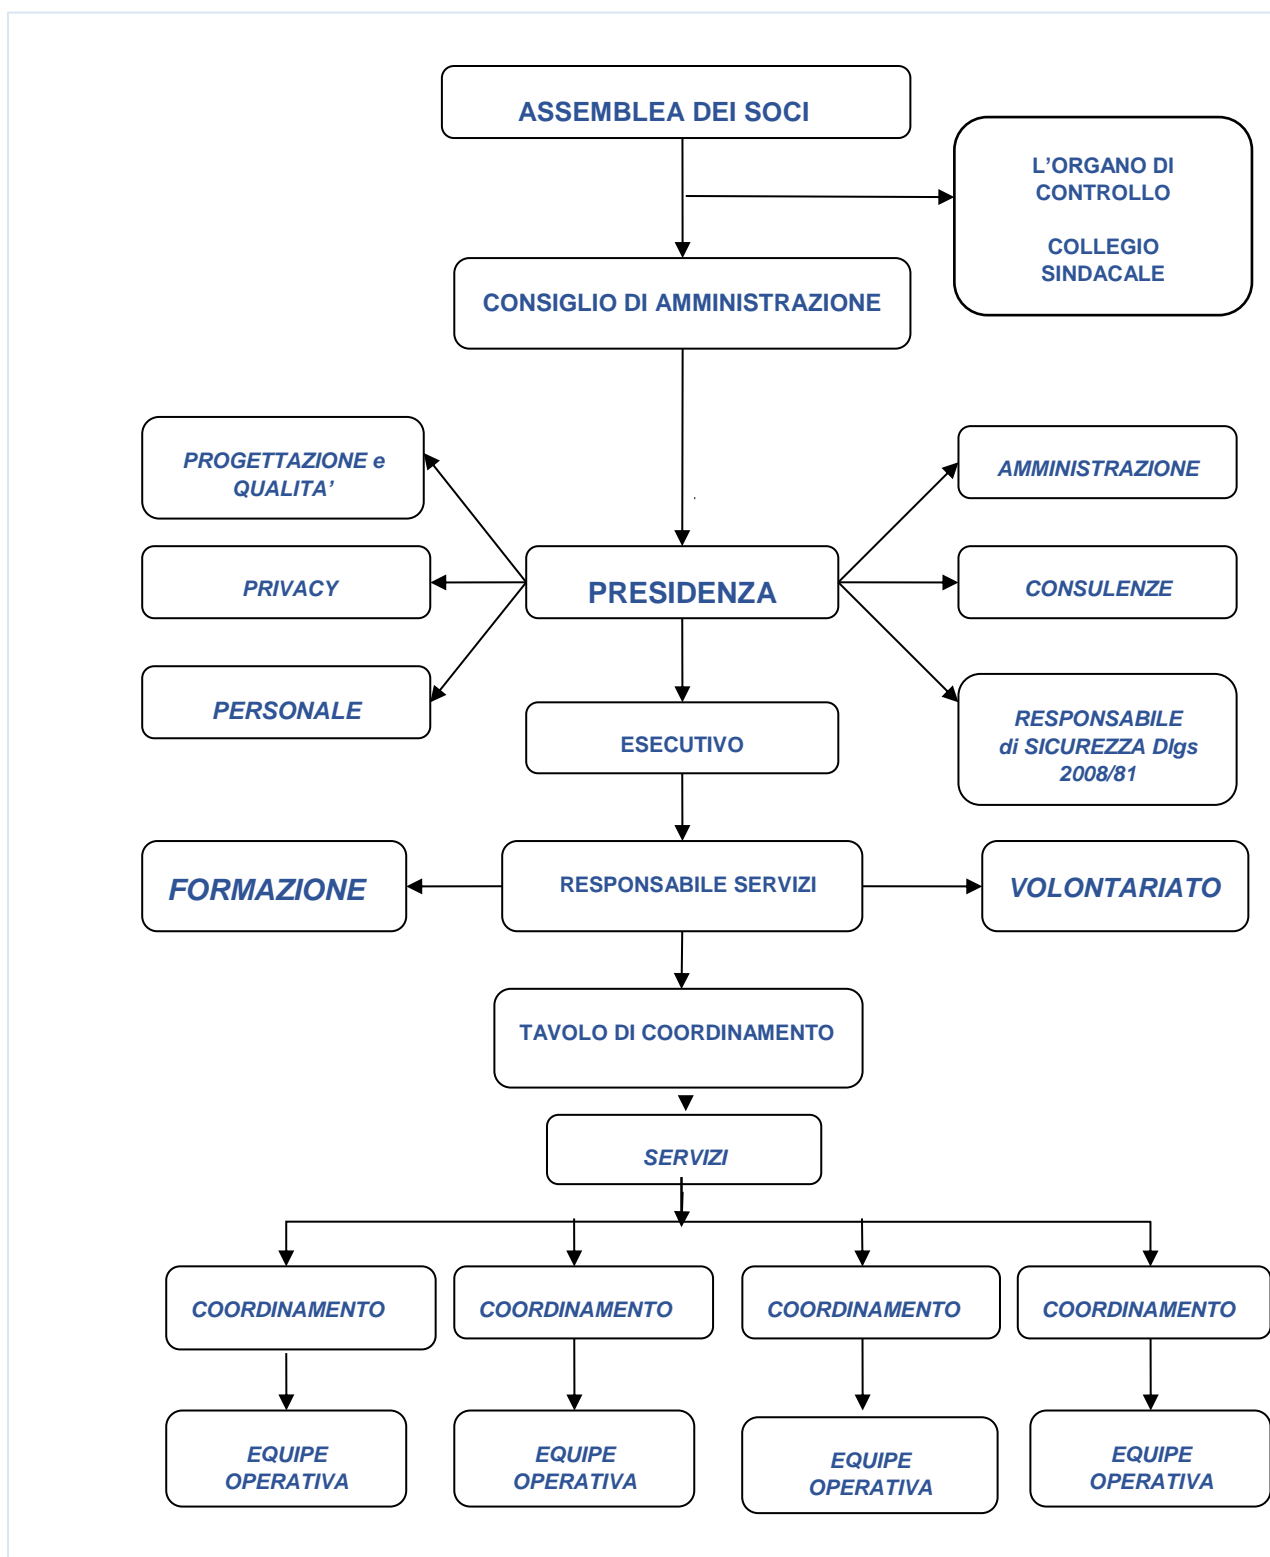 ASSEMBLEA DEI SOCI
L’ORGANO DI
CONTROLLO
COLLEGIO
SINDACALE
CONSIGLIO DI AMMINISTRAZIONE
PROGETTAZIONE e
QUALITA’
AMMINISTRAZIONE
PRIVACY
PRESIDENZA
CONSULENZE
PERSONALE
ESECUTIVO
RESPONSABILE
di SICUREZZA Dlgs
2008/81
FORMAZIONE
RESPONSABILE SERVIZI
VOLONTARIATO
TAVOLO DI COORDINAMENTO
SERVIZI
COORDINAMENTO
COORDINAMENTO
COORDINAMENTO
COORDINAMENTO
EQUIPE
OPERATIVA
EQUIPE
OPERATIVA
EQUIPE
OPERATIVA
EQUIPE
OPERATIVA